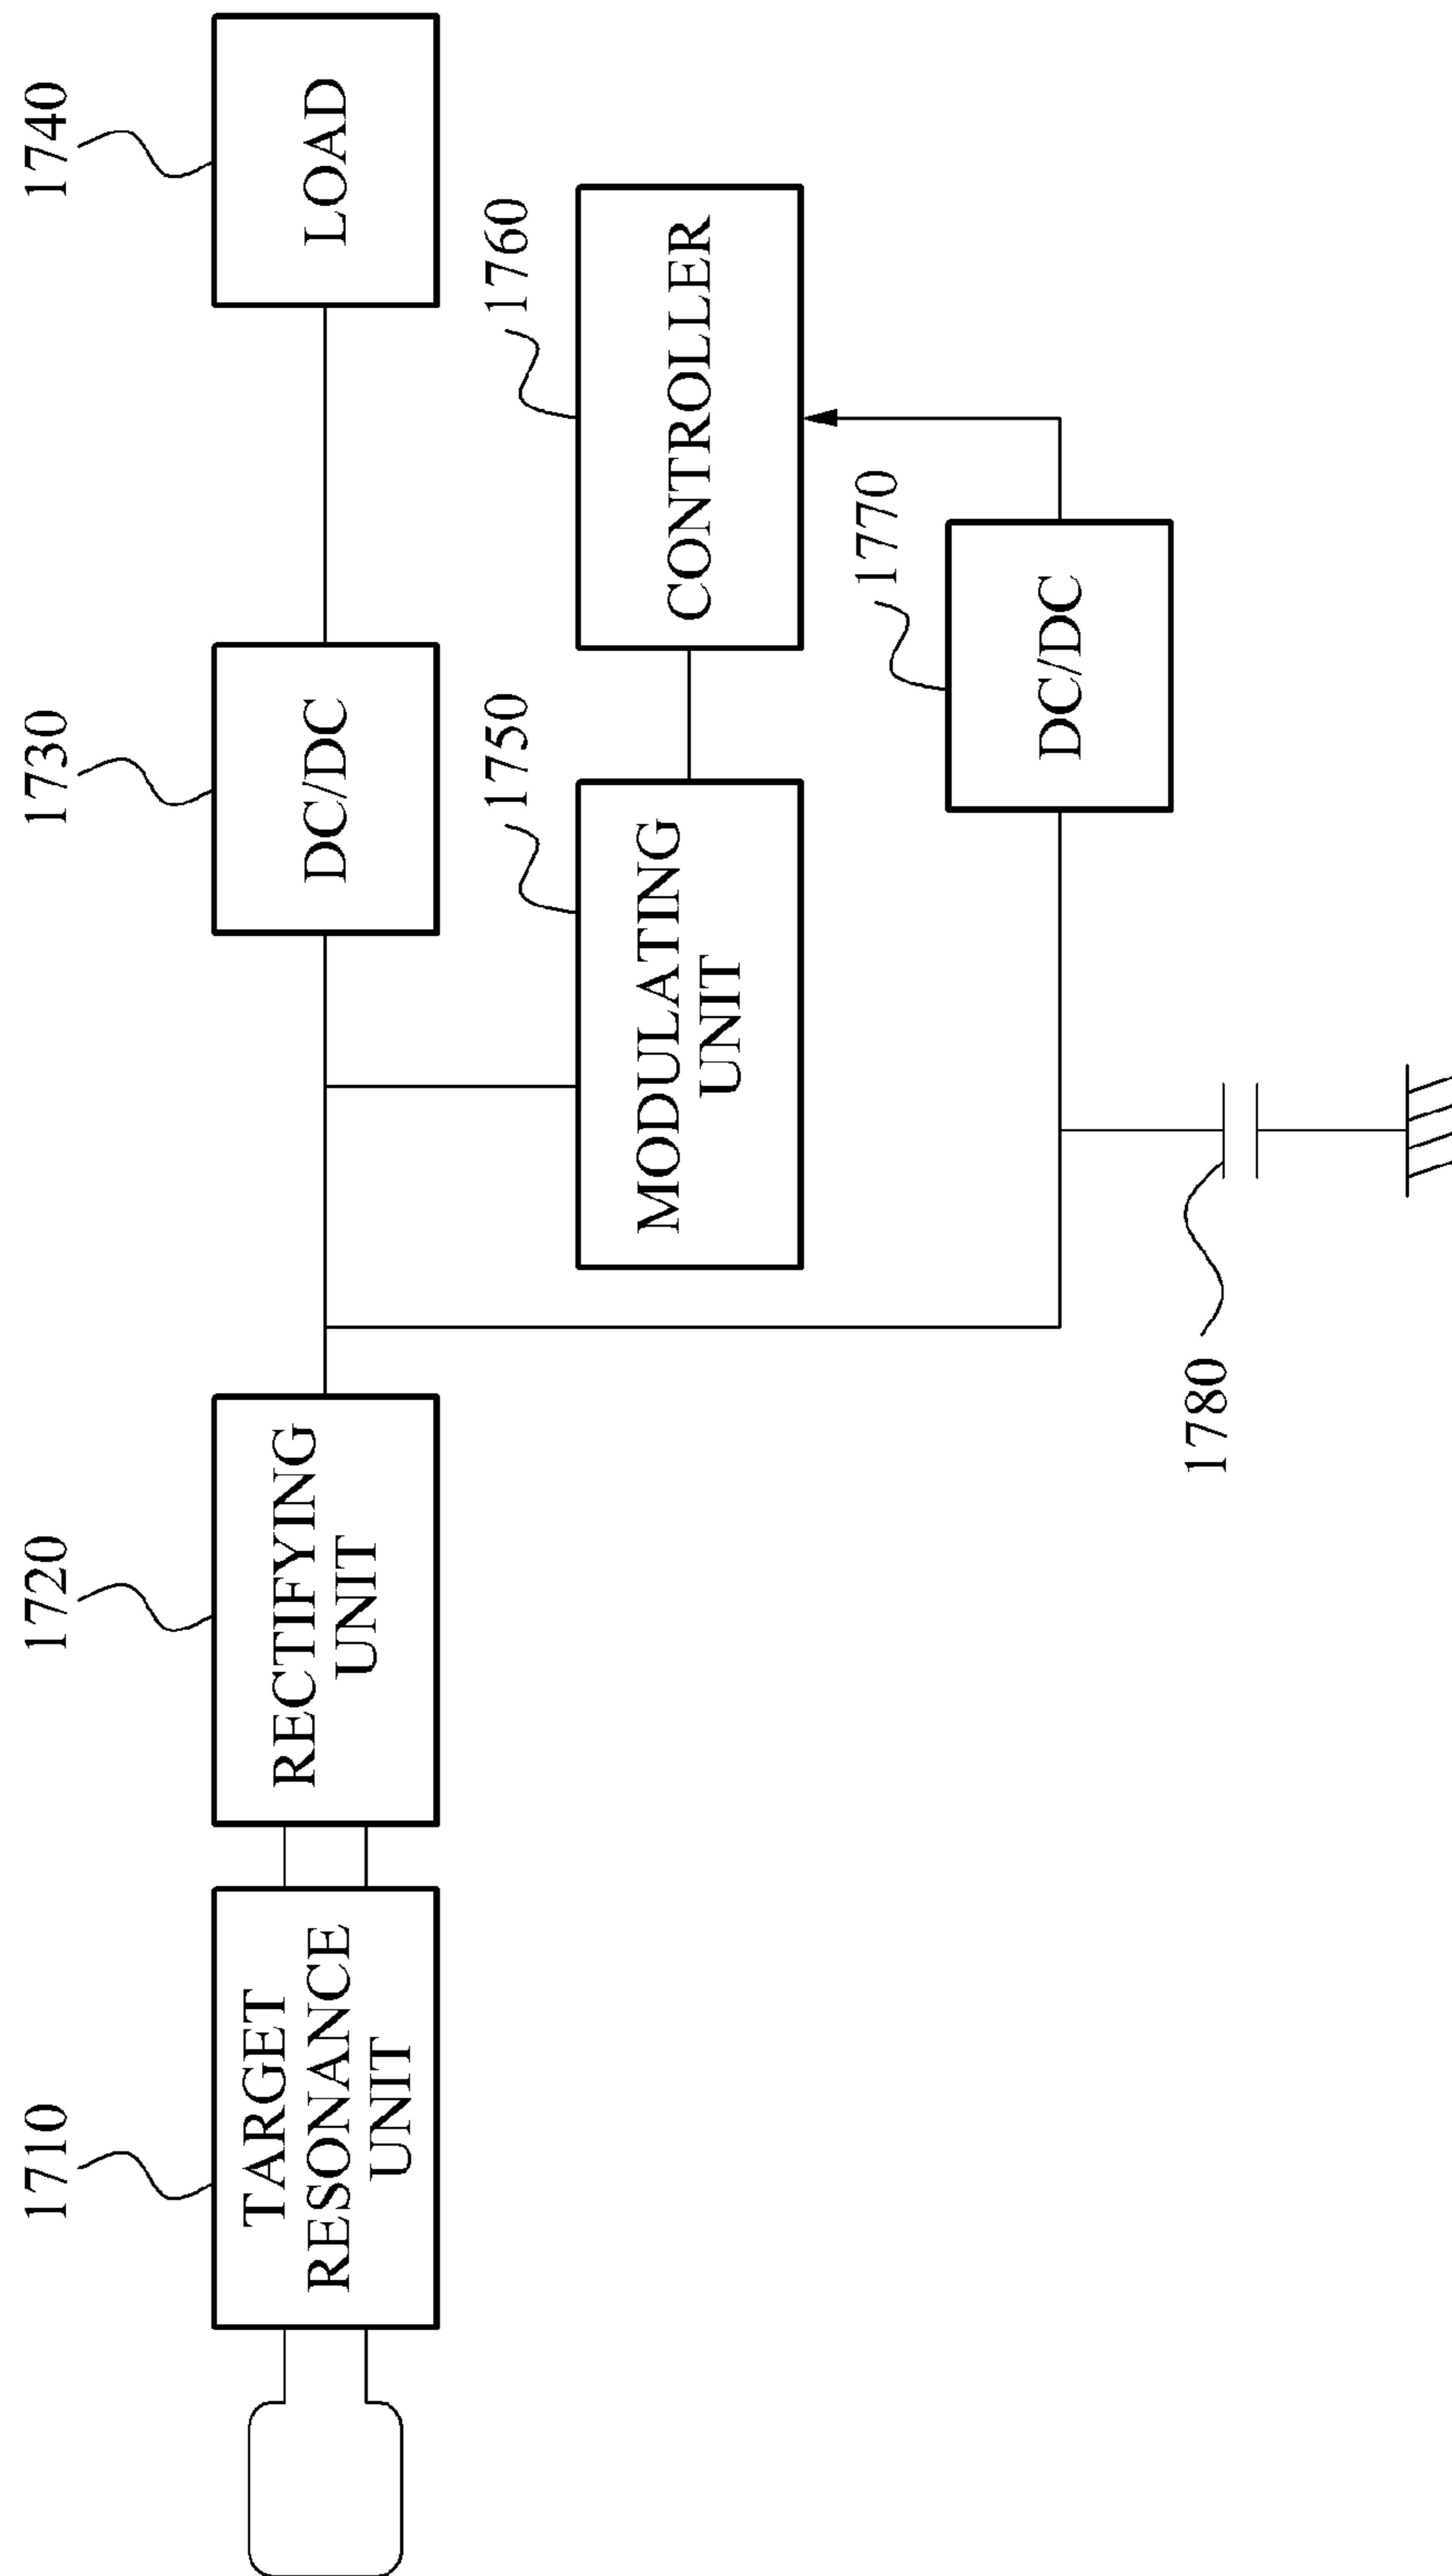 1710
TARGET
RESONANCE
UNIT
1720
RECTIFYING
UNIT
1730
DC/DC
1740
LOAD
1750
MODULATING
UNIT
1760
CONTROLLER
1770
DC/DC
1780